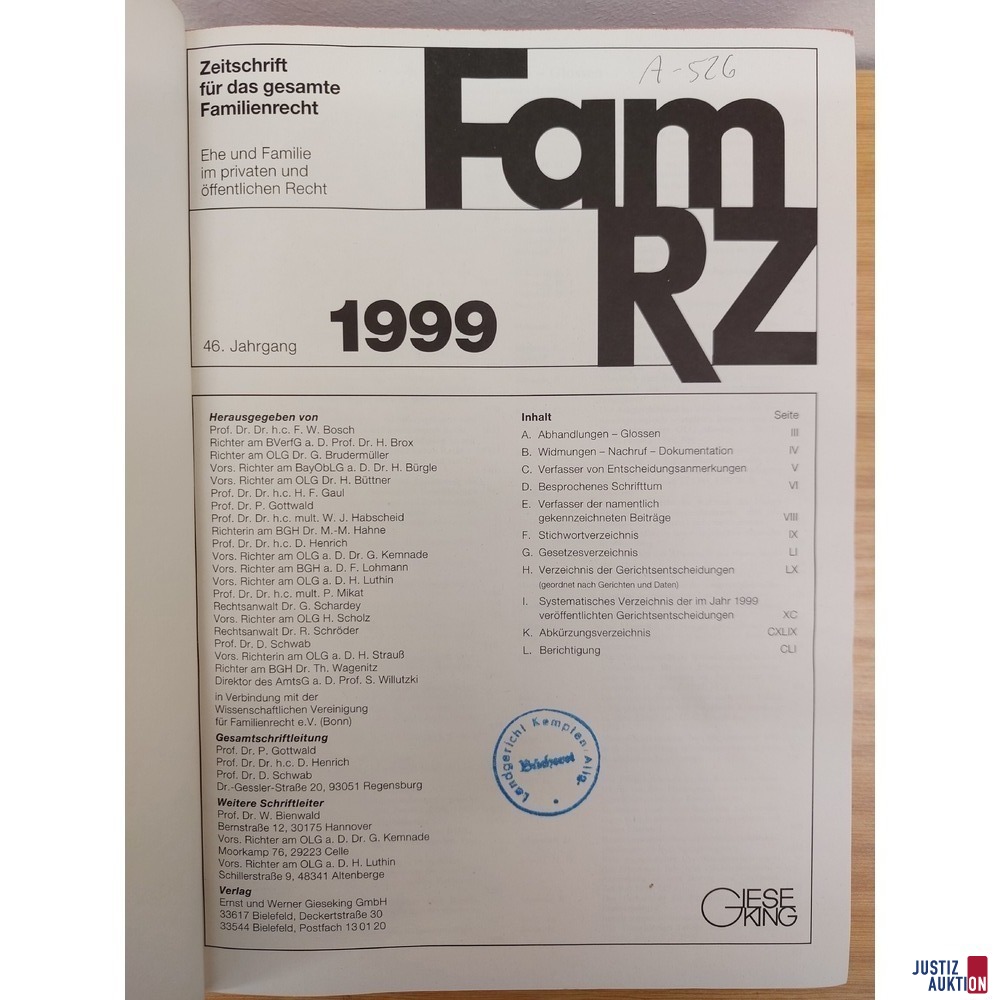 Zeitschrift
für das gesamte
Familienrecht
Ehe und Familie
im privaten und
öffentlichen Recht
A-526
Fam
RZ
46. Jahrgang 1999
Herausgegeben von
Prof. Dr. Dr. h.c. F. W. Bosch
Richter am BVerfG a. D. Prof. Dr. H. Brox
Richter am OLG Dr. G. Brudermüller
Vors. Richter am BayObLG a. D. Dr. H. Bürgle
Vors. Richter am OLG Dr. H. Büttner
Prof. Dr. Dr. h.c. H. F. Gaul
Prof. Dr. P. Gottwald
Prof. Dr. Dr. h.c. mult. W. J. Habscheid
Richterin am BGH Dr. M.-M. Hahne
Prof. Dr. Dr. h.c. D. Henrich
Vors. Richter am OLG a. D. Dr. G. Kemnade
Vors. Richter am BGH a. D. F. Lohmann
Vors. Richter am OLG a. D. H. Luthin
Prof. Dr. Dr. h.c. mult. P. Mikat
Rechtsanwalt Dr. G. Schardey
Vors. Richter am OLG H. Scholz
Rechtsanwalt Dr. R. Schröder
Prof. Dr. D. Schwab
Vors. Richterin am OLG a. D. H. Strauß
Richter am BGH Dr. Th. Wagenitz
Direktor des AmtsG a. D. Prof. S. Willutzki
in Verbindung mit der
Wissenschaftlichen Vereinigung
für Familienrecht e.V. (Bonn)
Gesamtschriftleitung
Prof. Dr. P. Gottwald
Prof. Dr. Dr. h.c. D. Henrich
Prof. Dr. D. Schwab
Dr.-Gessler-Straße 20, 93051 Regensburg
Weitere Schriftleiter
Prof. Dr. W. Bienwald
Bernstraße 12, 30175 Hannover
Vors. Richter am OLG a. D. Dr. G. Kemnade
Moorkamp 76, 29223 Celle
Vors. Richter am OLG a. D. H. Luthin
Schillerstraße 9, 48341 Altenberge
Verlag
Ernst und Werner Gieseking GmbH
33617 Bielefeld, Deckertstraße 30
33544 Bielefeld, Postfach 13 01 20
Inhalt Seite
A. Abhandlungen – Glossen III
B. Widmungen – Nachruf – Dokumentation IV
C. Verfasser von Entscheidungsanmerkungen V
D. Besprochenes Schrifttum VI
E. Verfasser der namentlich
gekennzeichneten Beiträge VIII
F. Stichwortverzeichnis IX
G. Gesetzesverzeichnis LI
H. Verzeichnis der Gerichtsentscheidungen LX
(geordnet nach Gerichten und Daten)
I. Systematisches Verzeichnis der im Jahr 1999
veröffentlichten Gerichtsentscheidungen XC
K. Abkürzungsverzeichnis CXLIX
L. Berichtigung CLI
Landgericht Kempten/Allg.
Bücherei
GIESE
KING
JUSTIZ
AUKTION